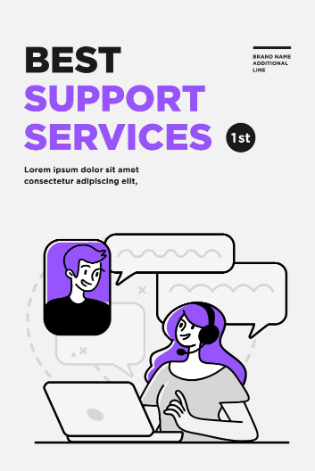 BEST
SUPPORT
SERVICES
1st
BRAND NAME
ADDITIONAL
LINE
Lorem ipsum dolor sit amet
consectetur adipiscing elit,